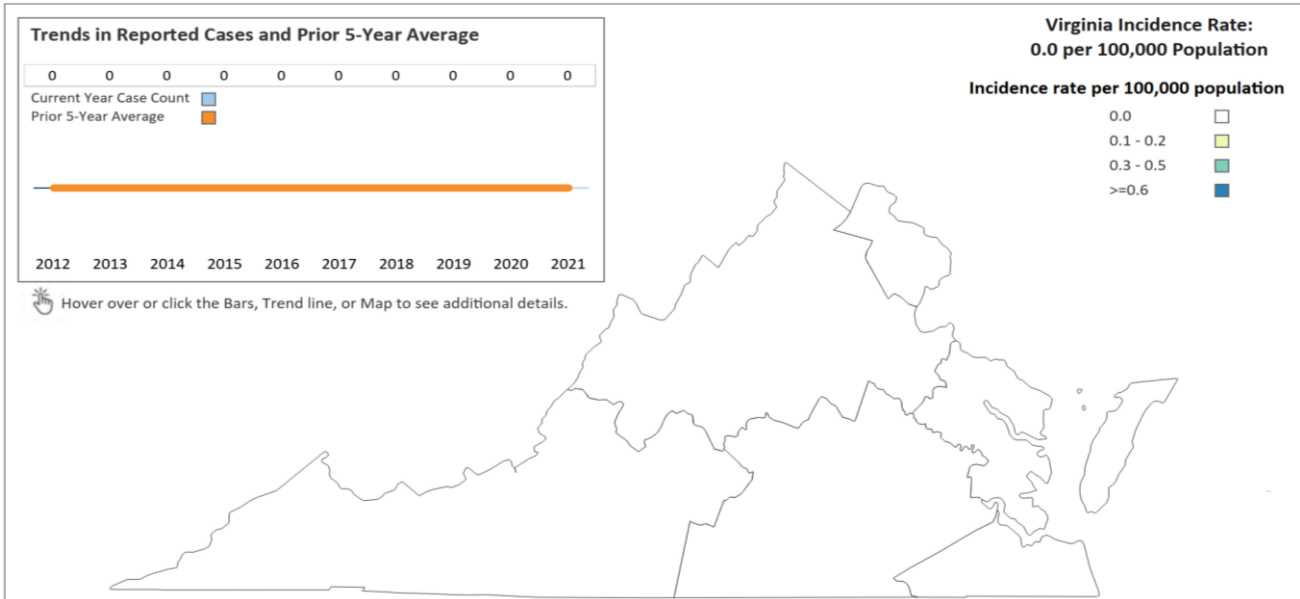 Trends in Reported Cases and Prior 5-Year Average
0 0 0 0 0 0 0 0 0 0
Current Year Case Count
Prior 5-Year Average
2012 2013 2014 2015 2016 2017 2018 2019 2020 2021
Hover over or click the Bars, Trend line, or Map to see additional details.
Virginia Incidence Rate:
0.0 per 100,000 Population
Incidence rate per 100,000 population
0.0
0.1 - 0.2
0.3 - 0.5
>=0.6